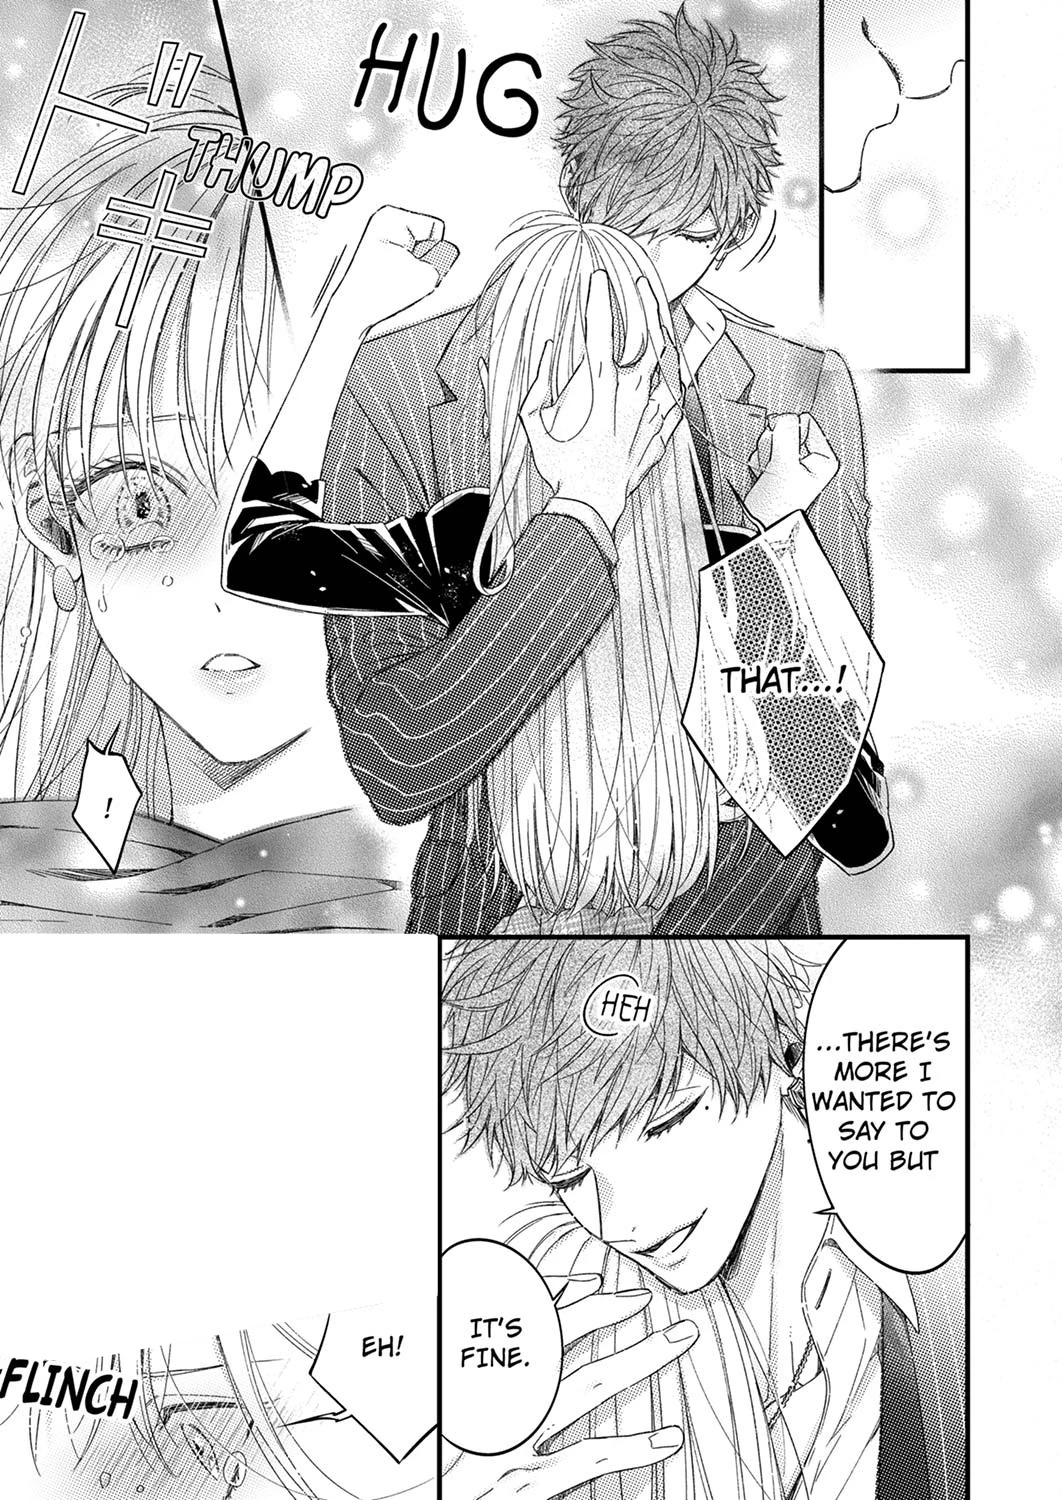 HUG
THAT...!
ドキ
THUMP
!
...THERE'S
MORE I
WANTED TO
SAY TO
YOU BUT
HEH
IT'S
FINE.
EH!
FLINCH